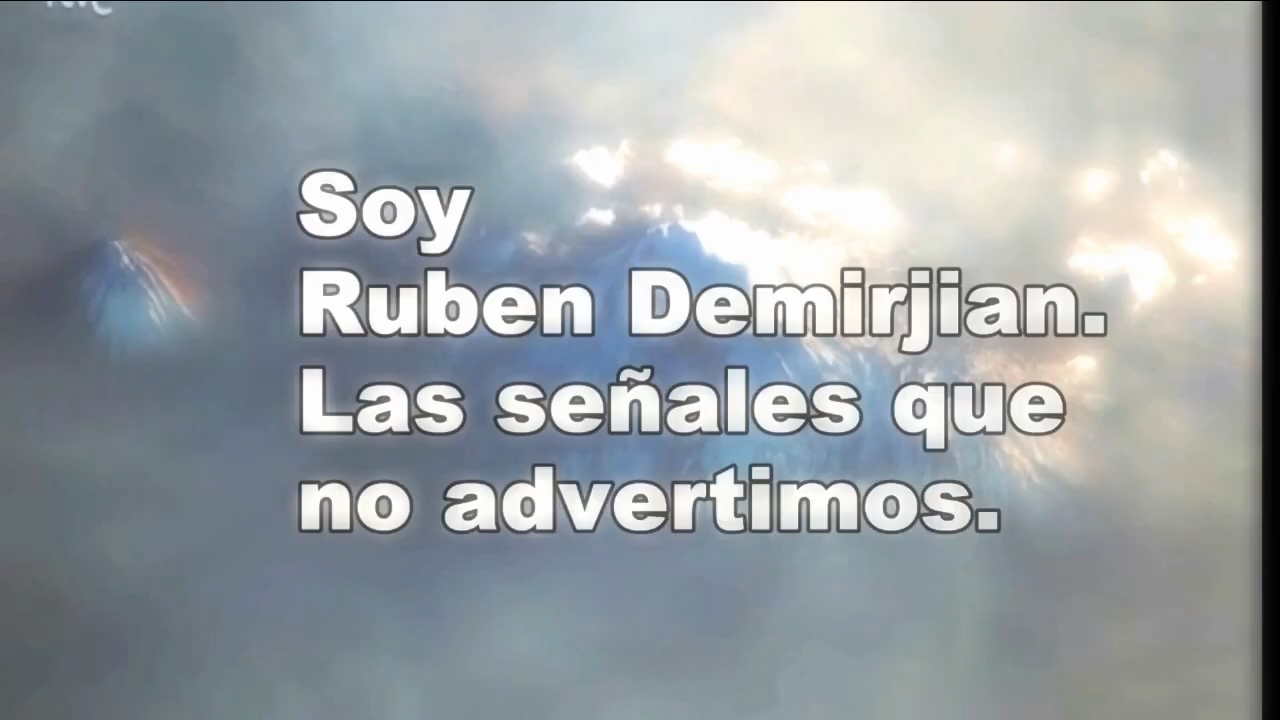 Soy
Ruben Demirjian.
Las señales que
no advertimos.